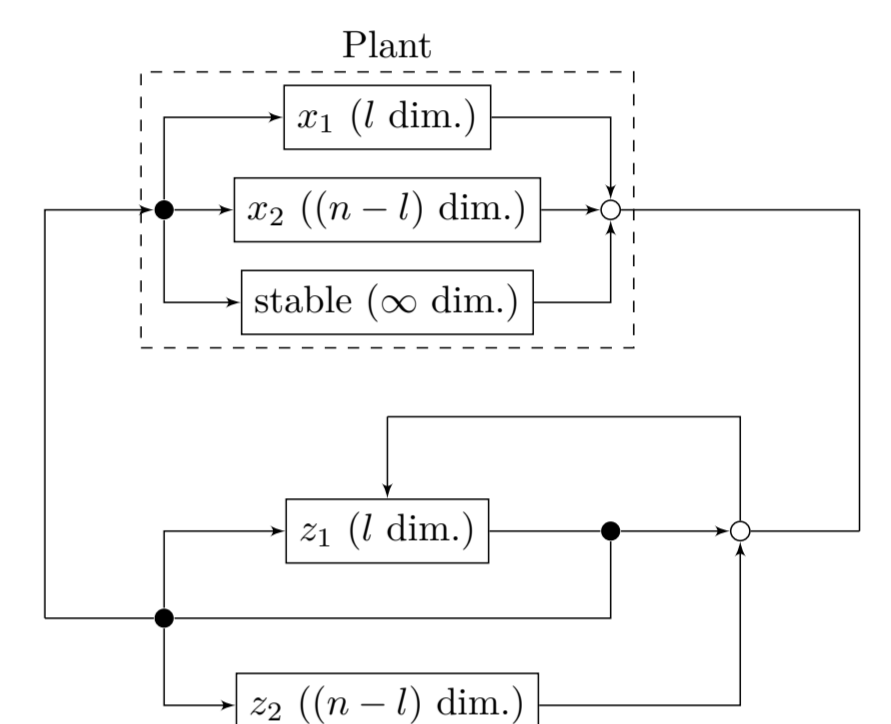 Plant
x₁ (l dim.)
x₂ ((n − l) dim.)
stable (∞ dim.)
z₁ (l dim.)
z₂ ((n − l) dim.)